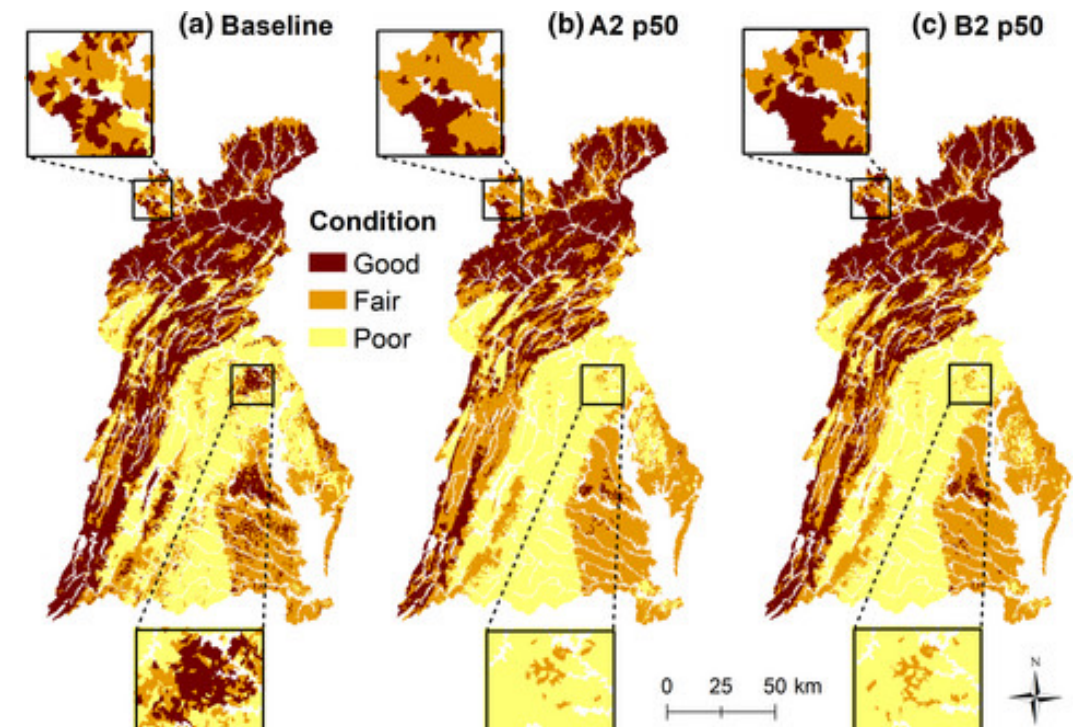 (a) Baseline
(b) A2 p50
(c) B2 p50
Condition
Good
Fair
Poor
0 25 50 km
N